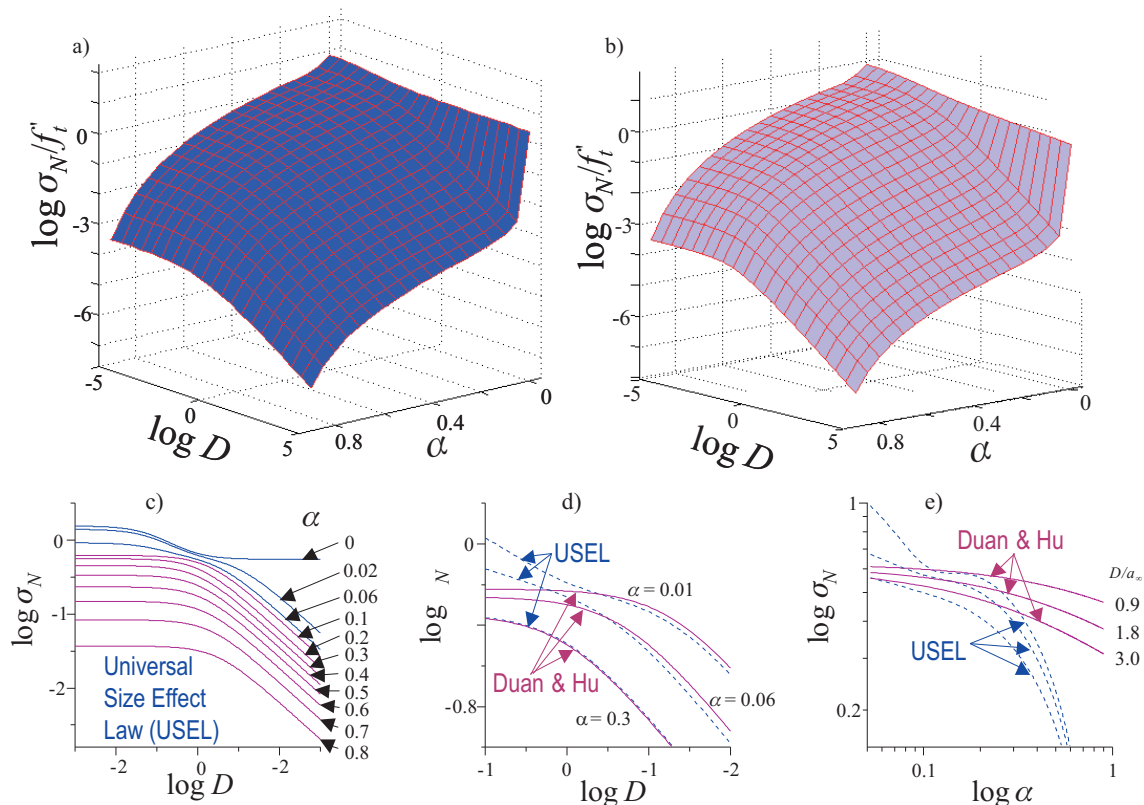 a)
0
-3
-6
log σN/f't
-5
0
5
log D
0.8
0.4
0
α
b)
0
-3
-6
log σN/f't
-5
0
5
log D
0.8
0.4
0
α
c)
α
0
0.02
0.06
0.1
0.2
0.3
0.4
0.5
0.6
0.7
0.8
0
-1
-2
log σN
Universal
Size Effect
Law (USEL)
-2
0
-2
log D
d)
0
N
-0.8
USEL
α = 0.01
Duan & Hu
α = 0.06
α = 0.3
-1
0
-1
-2
log D
e)
1
log σN
0.2
Duan & Hu
D/a∞
0.9
1.8
3.0
USEL
0.1
1
log α